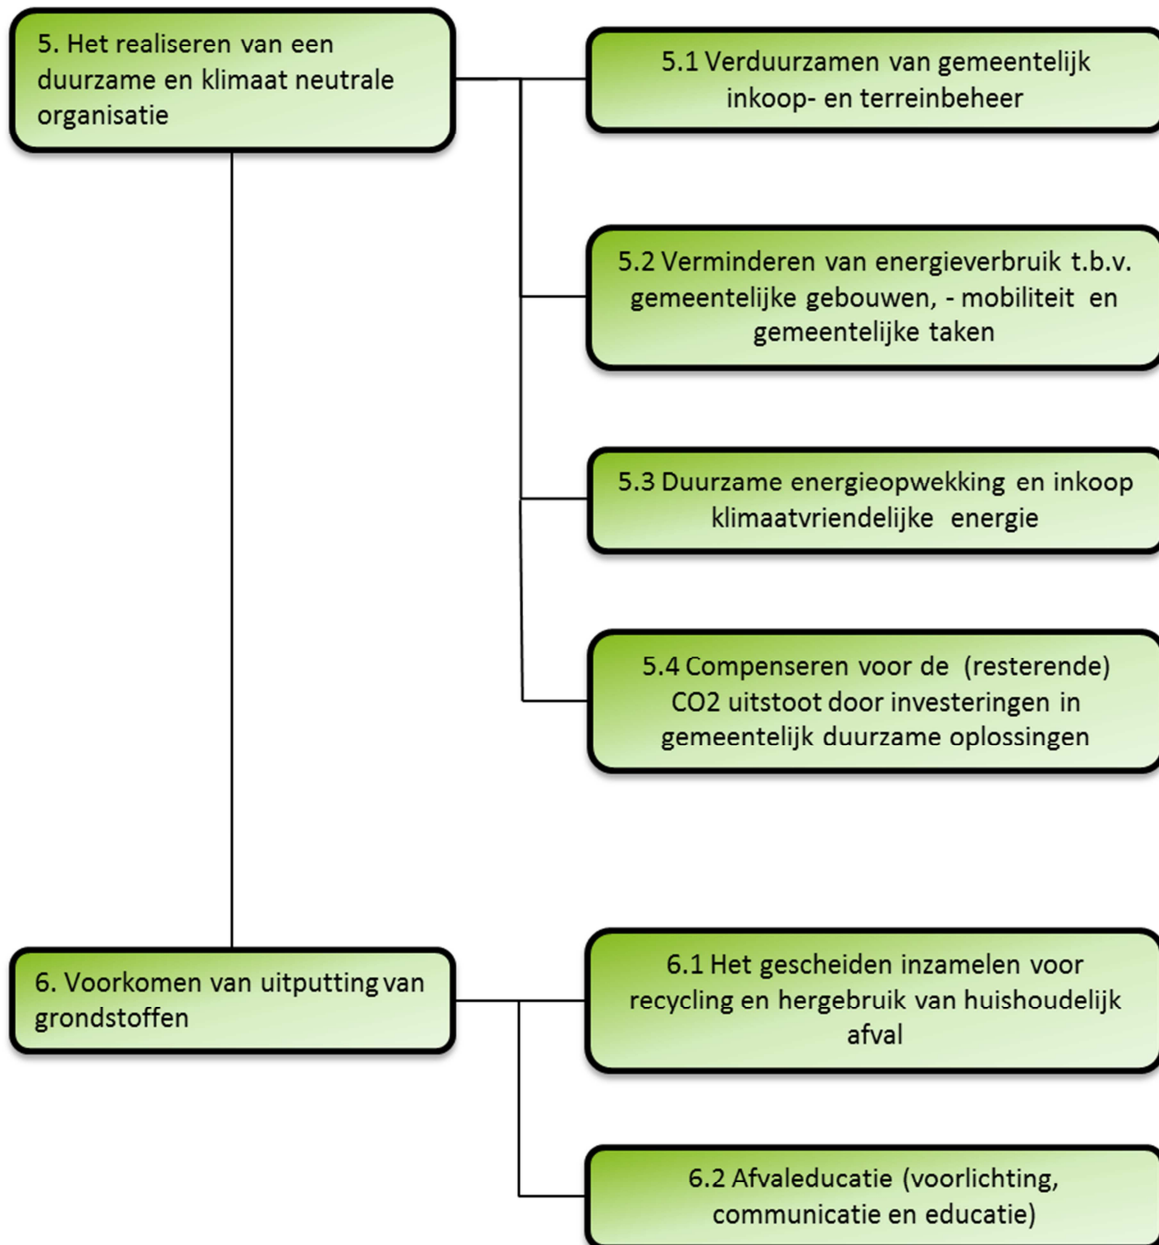 5. Het realiseren van een
duurzame en klimaat neutrale
organisatie
5.1 Verduurzamen van gemeentelijk
inkoop- en terreinbeheer
5.2 Verminderen van energieverbruik t.b.v.
gemeentelijke gebouwen, - mobiliteit en
gemeentelijke taken
5.3 Duurzame energieopwekking en inkoop
klimaatvriendelijke energie
5.4 Compenseren voor de (resterende)
CO2 uitstoot door investeringen in
gemeentelijk duurzame oplossingen
6. Voorkomen van uitputting van
grondstoffen
6.1 Het gescheiden inzamelen voor
recycling en hergebruik van huishoudelijk
afval
6.2 Afvaleducatie (voorlichting,
communicatie en educatie)